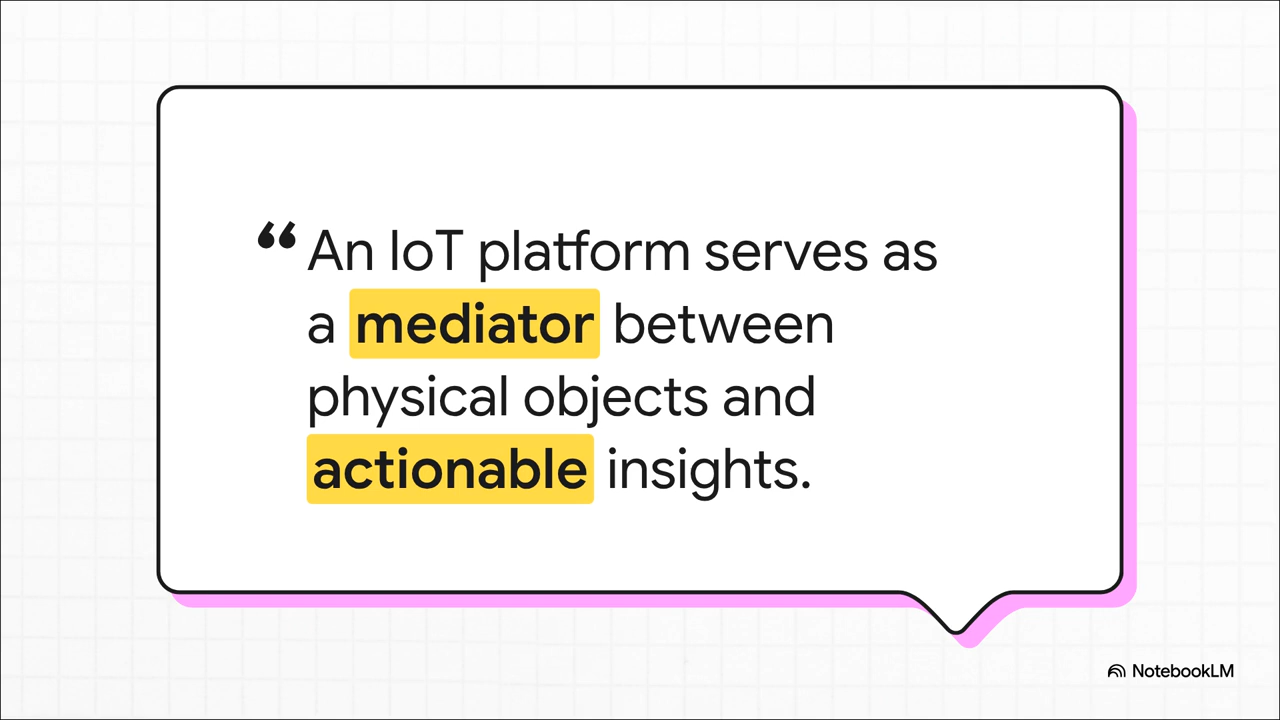 “ An IoT platform serves as
a mediator between
physical objects and
actionable insights.
NotebookLM